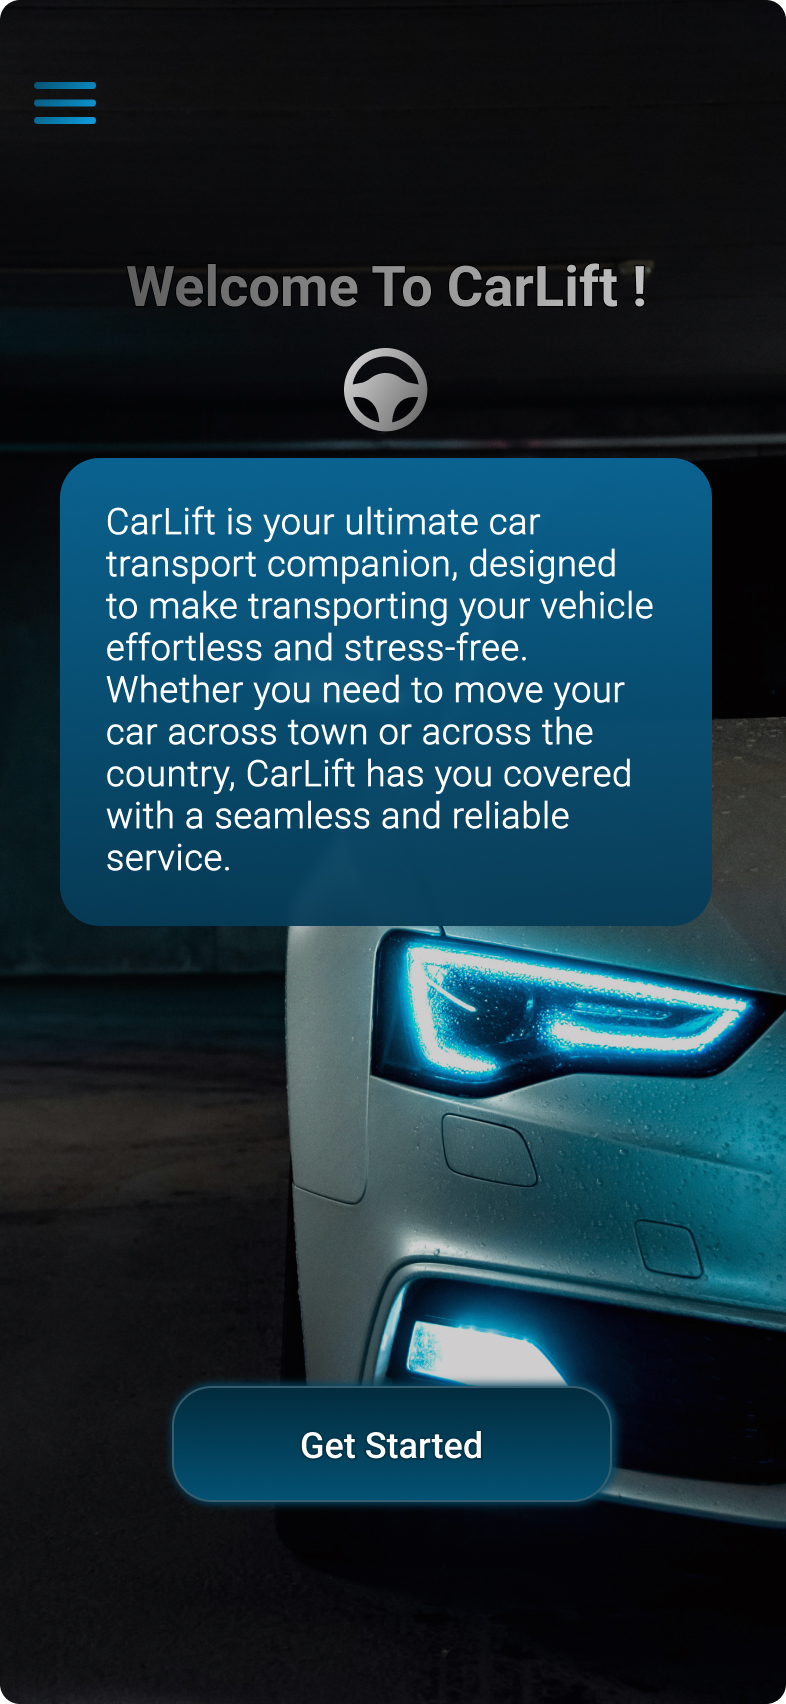 Welcome To CarLift !
CarLift is your ultimate car
transport companion, designed
to make transporting your vehicle
effortless and stress-free.
Whether you need to move your
car across town or across the
country, CarLift has you covered
with a seamless and reliable
service.
Get Started